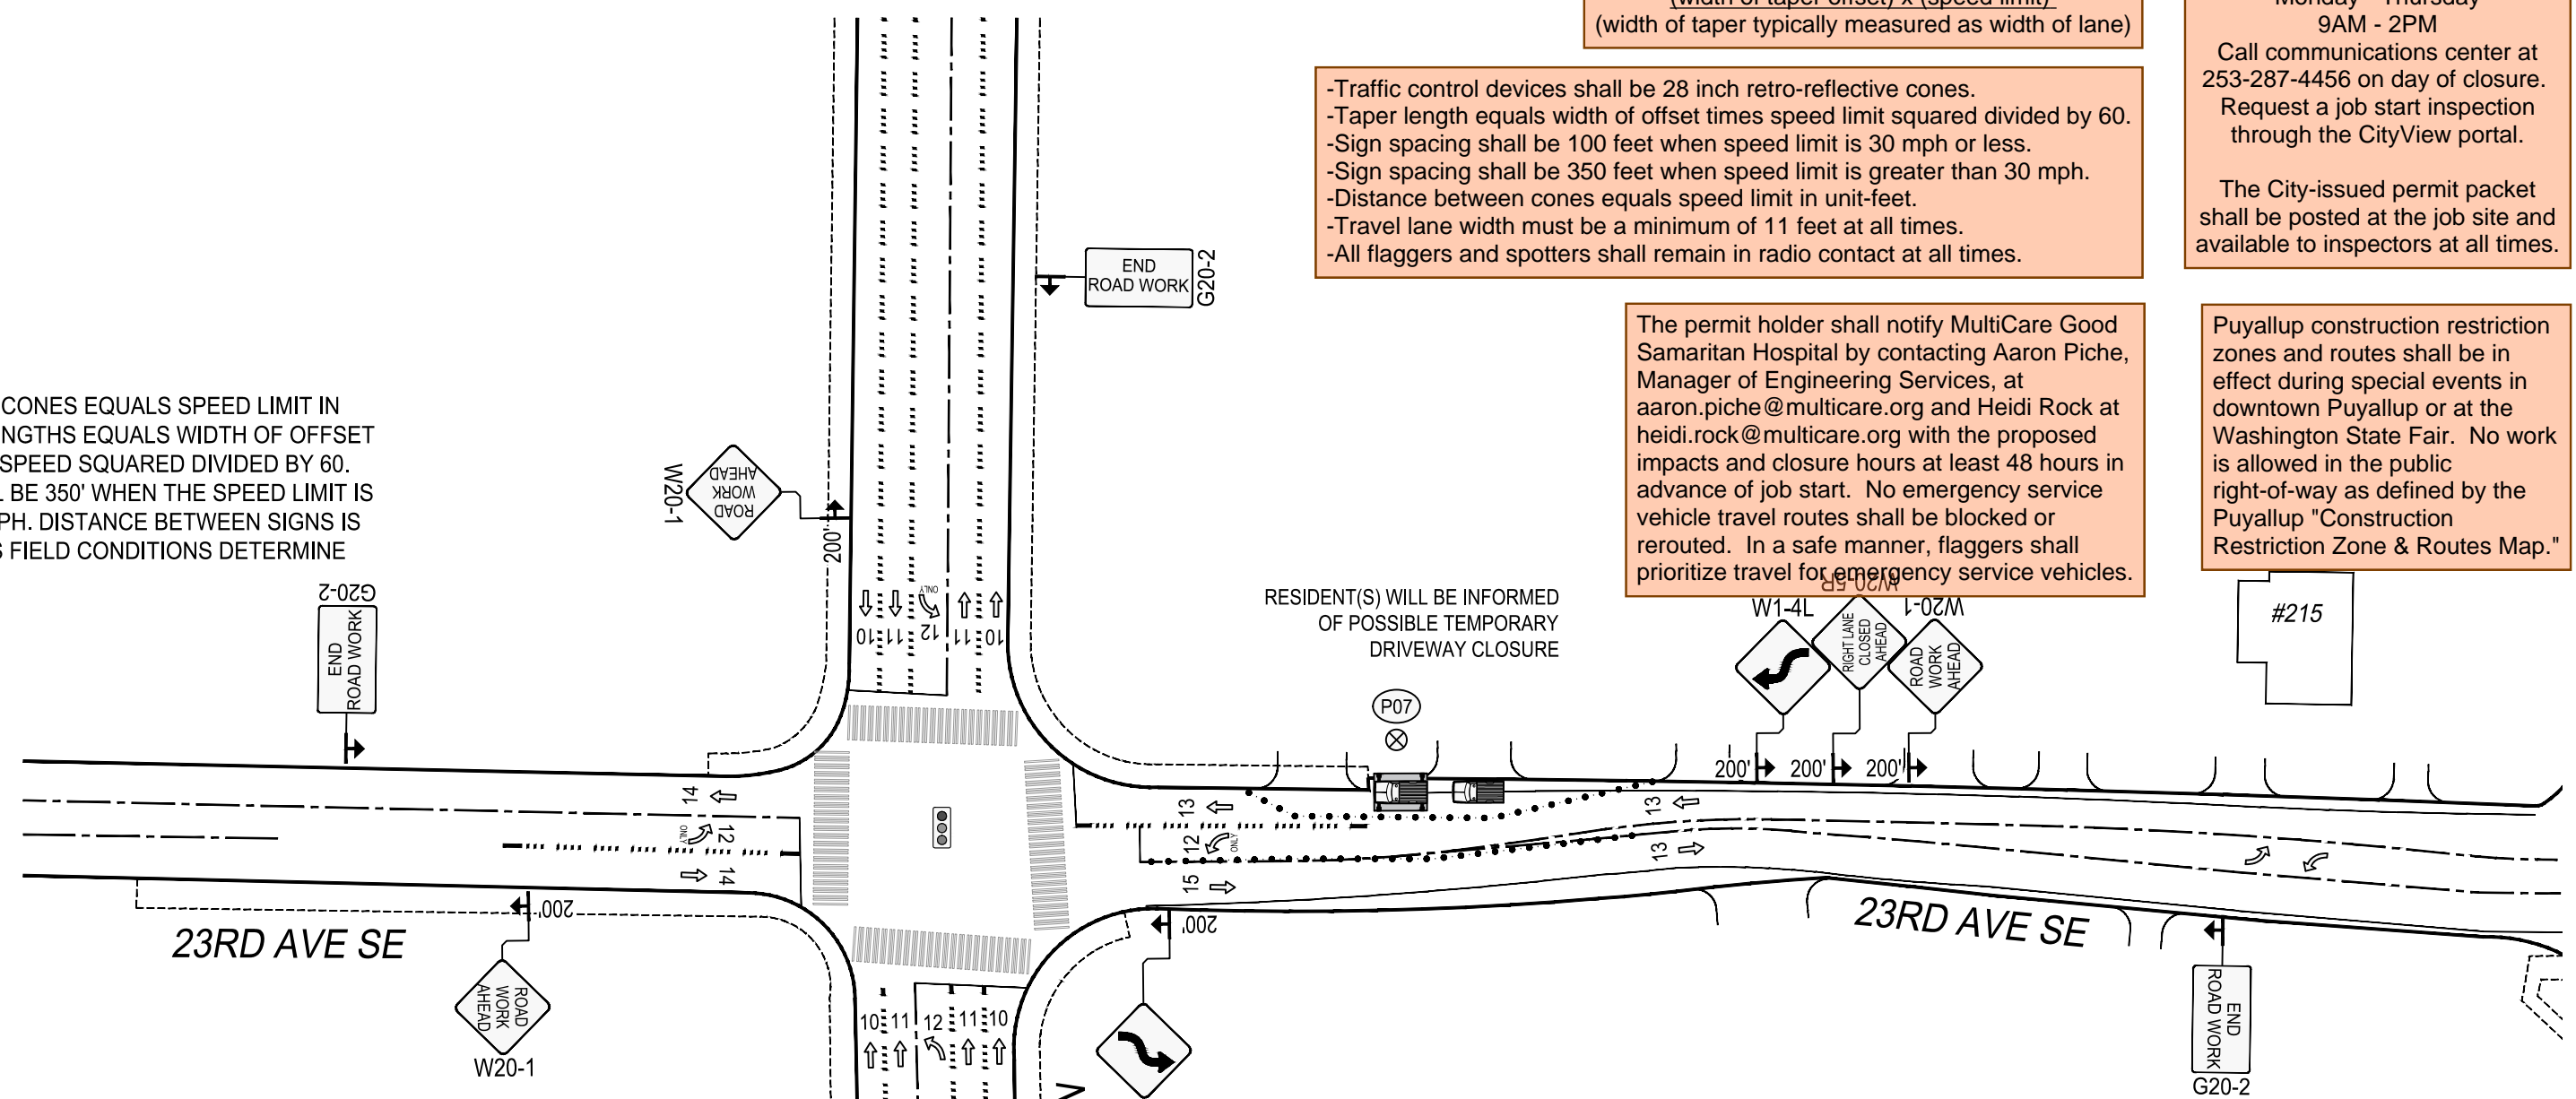 (width of taper offset) x (speed limit)
(width of taper typically measured as width of lane)
Monday - Thursday
9AM - 2PM
Call communications center at
253-287-4456 on day of closure.
Request a job start inspection
through the CityView portal.
The City-issued permit packet
shall be posted at the job site and
available to inspectors at all times.
-Traffic control devices shall be 28 inch retro-reflective cones.
-Taper length equals width of offset times speed limit squared divided by 60.
-Sign spacing shall be 100 feet when speed limit is 30 mph or less.
-Sign spacing shall be 350 feet when speed limit is greater than 30 mph.
-Distance between cones equals speed limit in unit-feet.
-Travel lane width must be a minimum of 11 feet at all times.
-All flaggers and spotters shall remain in radio contact at all times.
END
ROAD WORK
G20-2
The permit holder shall notify MultiCare Good
Samaritan Hospital by contacting Aaron Piche,
Manager of Engineering Services, at
aaron.piche@multicare.org and Heidi Rock at
heidi.rock@multicare.org with the proposed
impacts and closure hours at least 48 hours in
advance of job start. No emergency service
vehicle travel routes shall be blocked or
rerouted. In a safe manner, flaggers shall
prioritize travel for emergency service vehicles.
Puyallup construction restriction
zones and routes shall be in
effect during special events in
downtown Puyallup or at the
Washington State Fair. No work
is allowed in the public
right-of-way as defined by the
Puyallup "Construction
Restriction Zone & Routes Map."
CONES EQUALS SPEED LIMIT IN
NGTHS EQUALS WIDTH OF OFFSET
SPEED SQUARED DIVIDED BY 60.
L BE 350' WHEN THE SPEED LIMIT IS
PH. DISTANCE BETWEEN SIGNS IS
S FIELD CONDITIONS DETERMINE
W20-1
ROAD
WORK
AHEAD
200'
G20-2
END
ROAD WORK
10 11 12 11 10
ONLY
RESIDENT(S) WILL BE INFORMED
OF POSSIBLE TEMPORARY
DRIVEWAY CLOSURE
W20-5R
W1-4L
W20-1
RIGHT LANE
CLOSED
AHEAD
ROAD
WORK
AHEAD
#215
P07
200' 200' 200'
14
ONLY
12
14
13
12
ONLY
15
13
13
200'
200'
23RD AVE SE
23RD AVE SE
ROAD
WORK
AHEAD
W20-1
10 11 12 11 10
END
ROAD WORK
G20-2